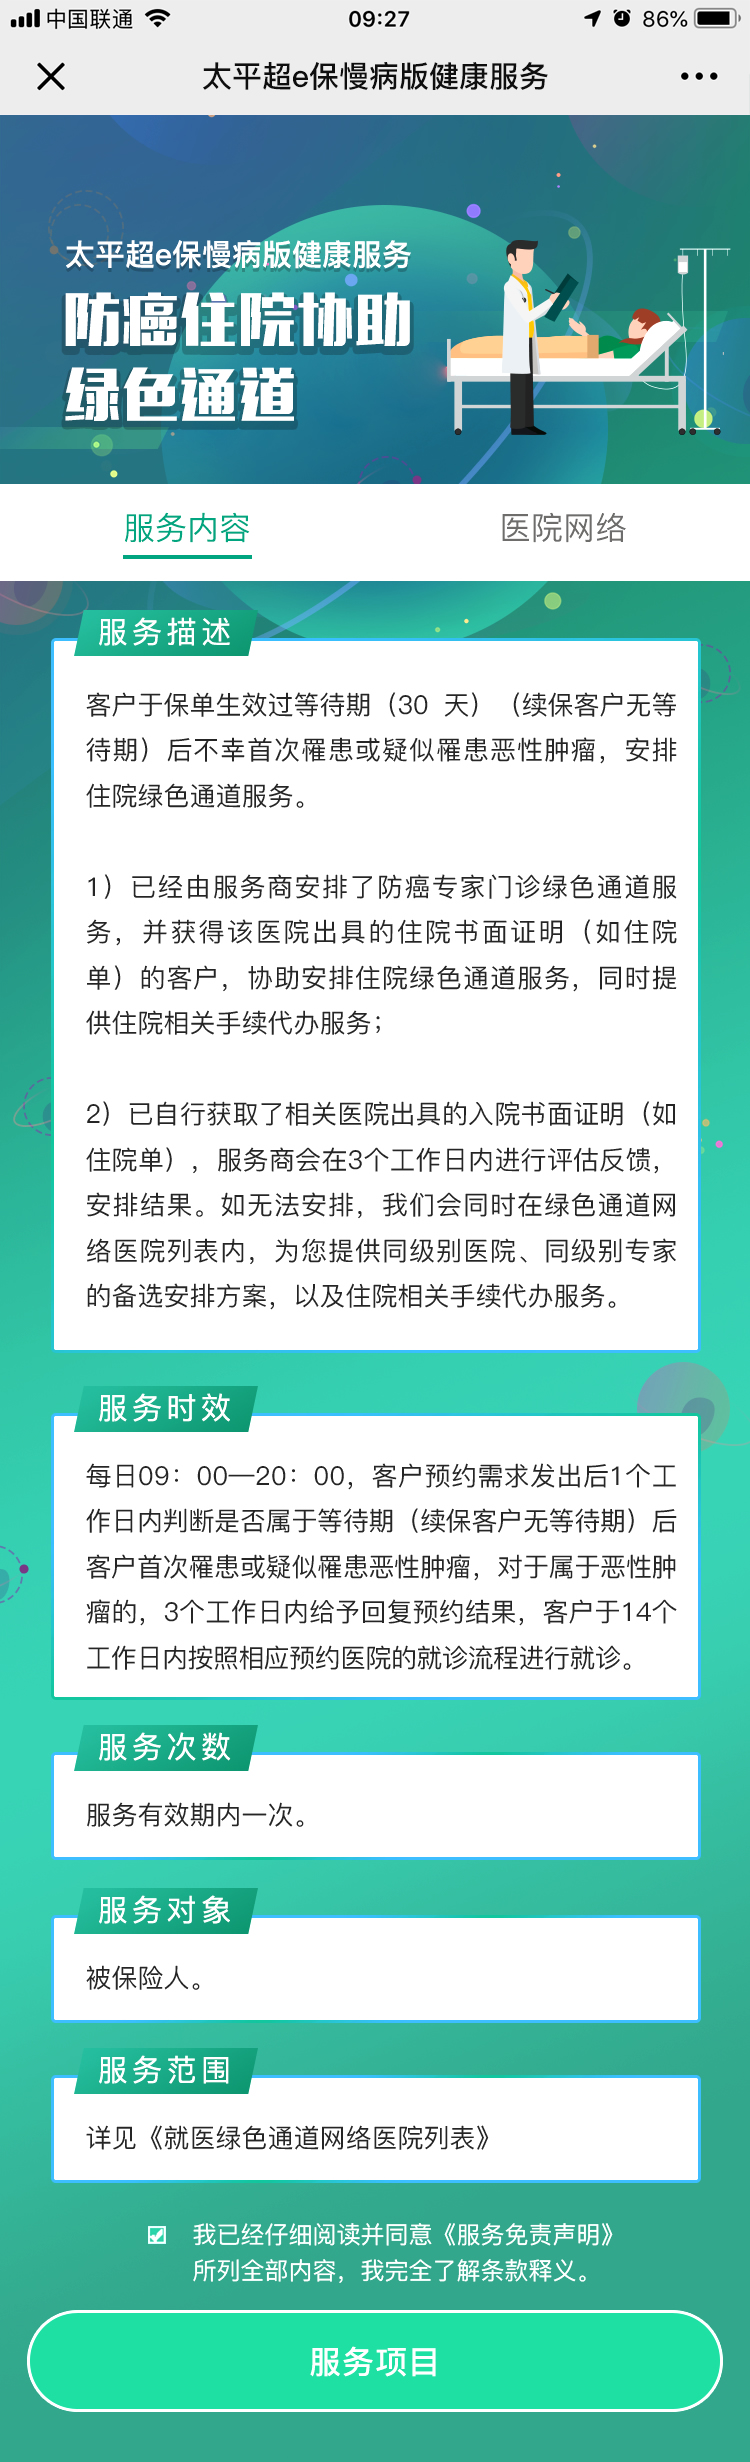 中国联通 09:27 86%
太平超e保慢病版健康服务
太平超e保慢病版健康服务
防癌住院协助
绿色通道
服务内容 医院网络
服务描述
客户于保单生效过等待期（30 天）（续保客户无等
待期）后不幸首次罹患或疑似罹患恶性肿瘤，安排
住院绿色通道服务。
1）已经由服务商安排了防癌专家门诊绿色通道服
务，并获得该医院出具的住院书面证明（如住院
单）的客户，协助安排住院绿色通道服务，同时提
供住院相关手续代办服务；
2）已自行获取了相关医院出具的入院书面证明（如
住院单），服务商会在3个工作日内进行评估反馈，
安排结果。如无法安排，我们会同时在绿色通道网
络医院列表内，为您提供同级别医院、同级别专家
的备选安排方案，以及住院相关手续代办服务。
服务时效
每日09：00—20：00，客户预约需求发出后1个工
作日内判断是否属于等待期（续保客户无等待期）后
客户首次罹患或疑似罹患恶性肿瘤，对于属于恶性肿
瘤的，3个工作日内给予回复预约结果，客户于14个
工作日内按照相应预约医院的就诊流程进行就诊。
服务次数
服务有效期内一次。
服务对象
被保险人。
服务范围
详见《就医绿色通道网络医院列表》
我已经仔细阅读并同意《服务免责声明》
所列全部内容，我完全了解条款释义。
服务项目